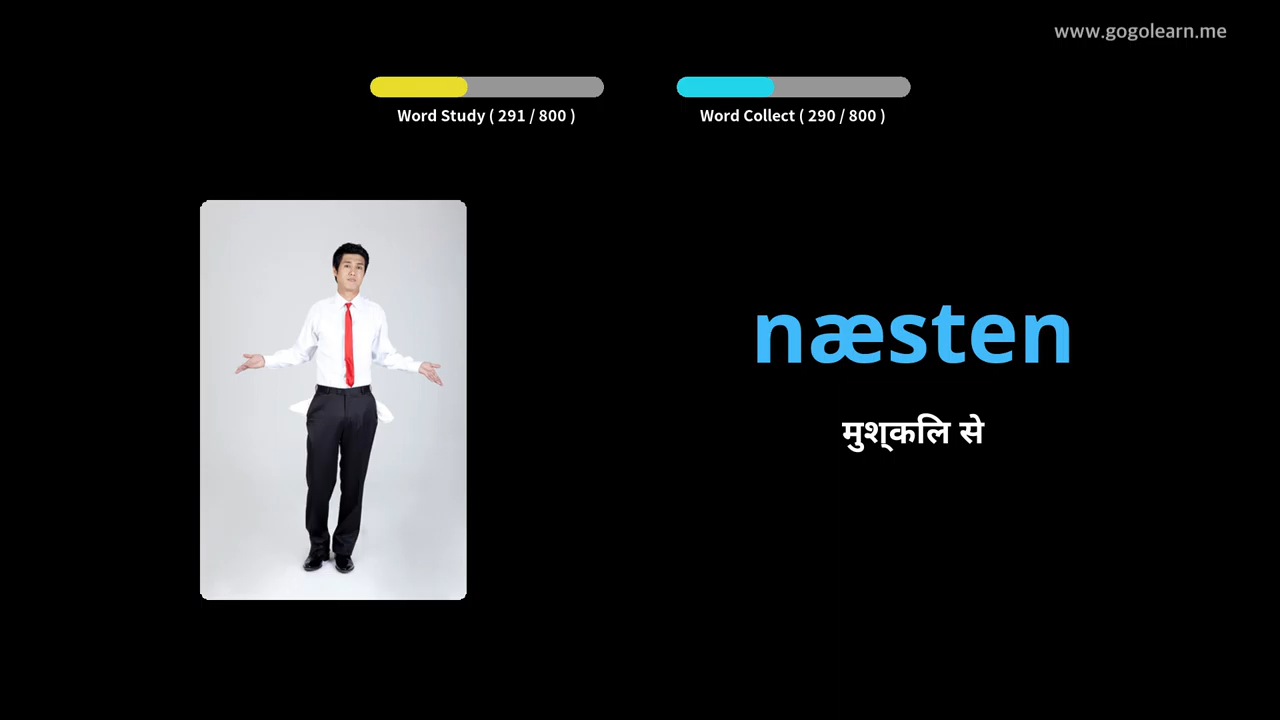 www.gogolearn.me
Word Study ( 291 / 800 )
Word Collect ( 290 / 800 )
næsten
मुश्कलि से